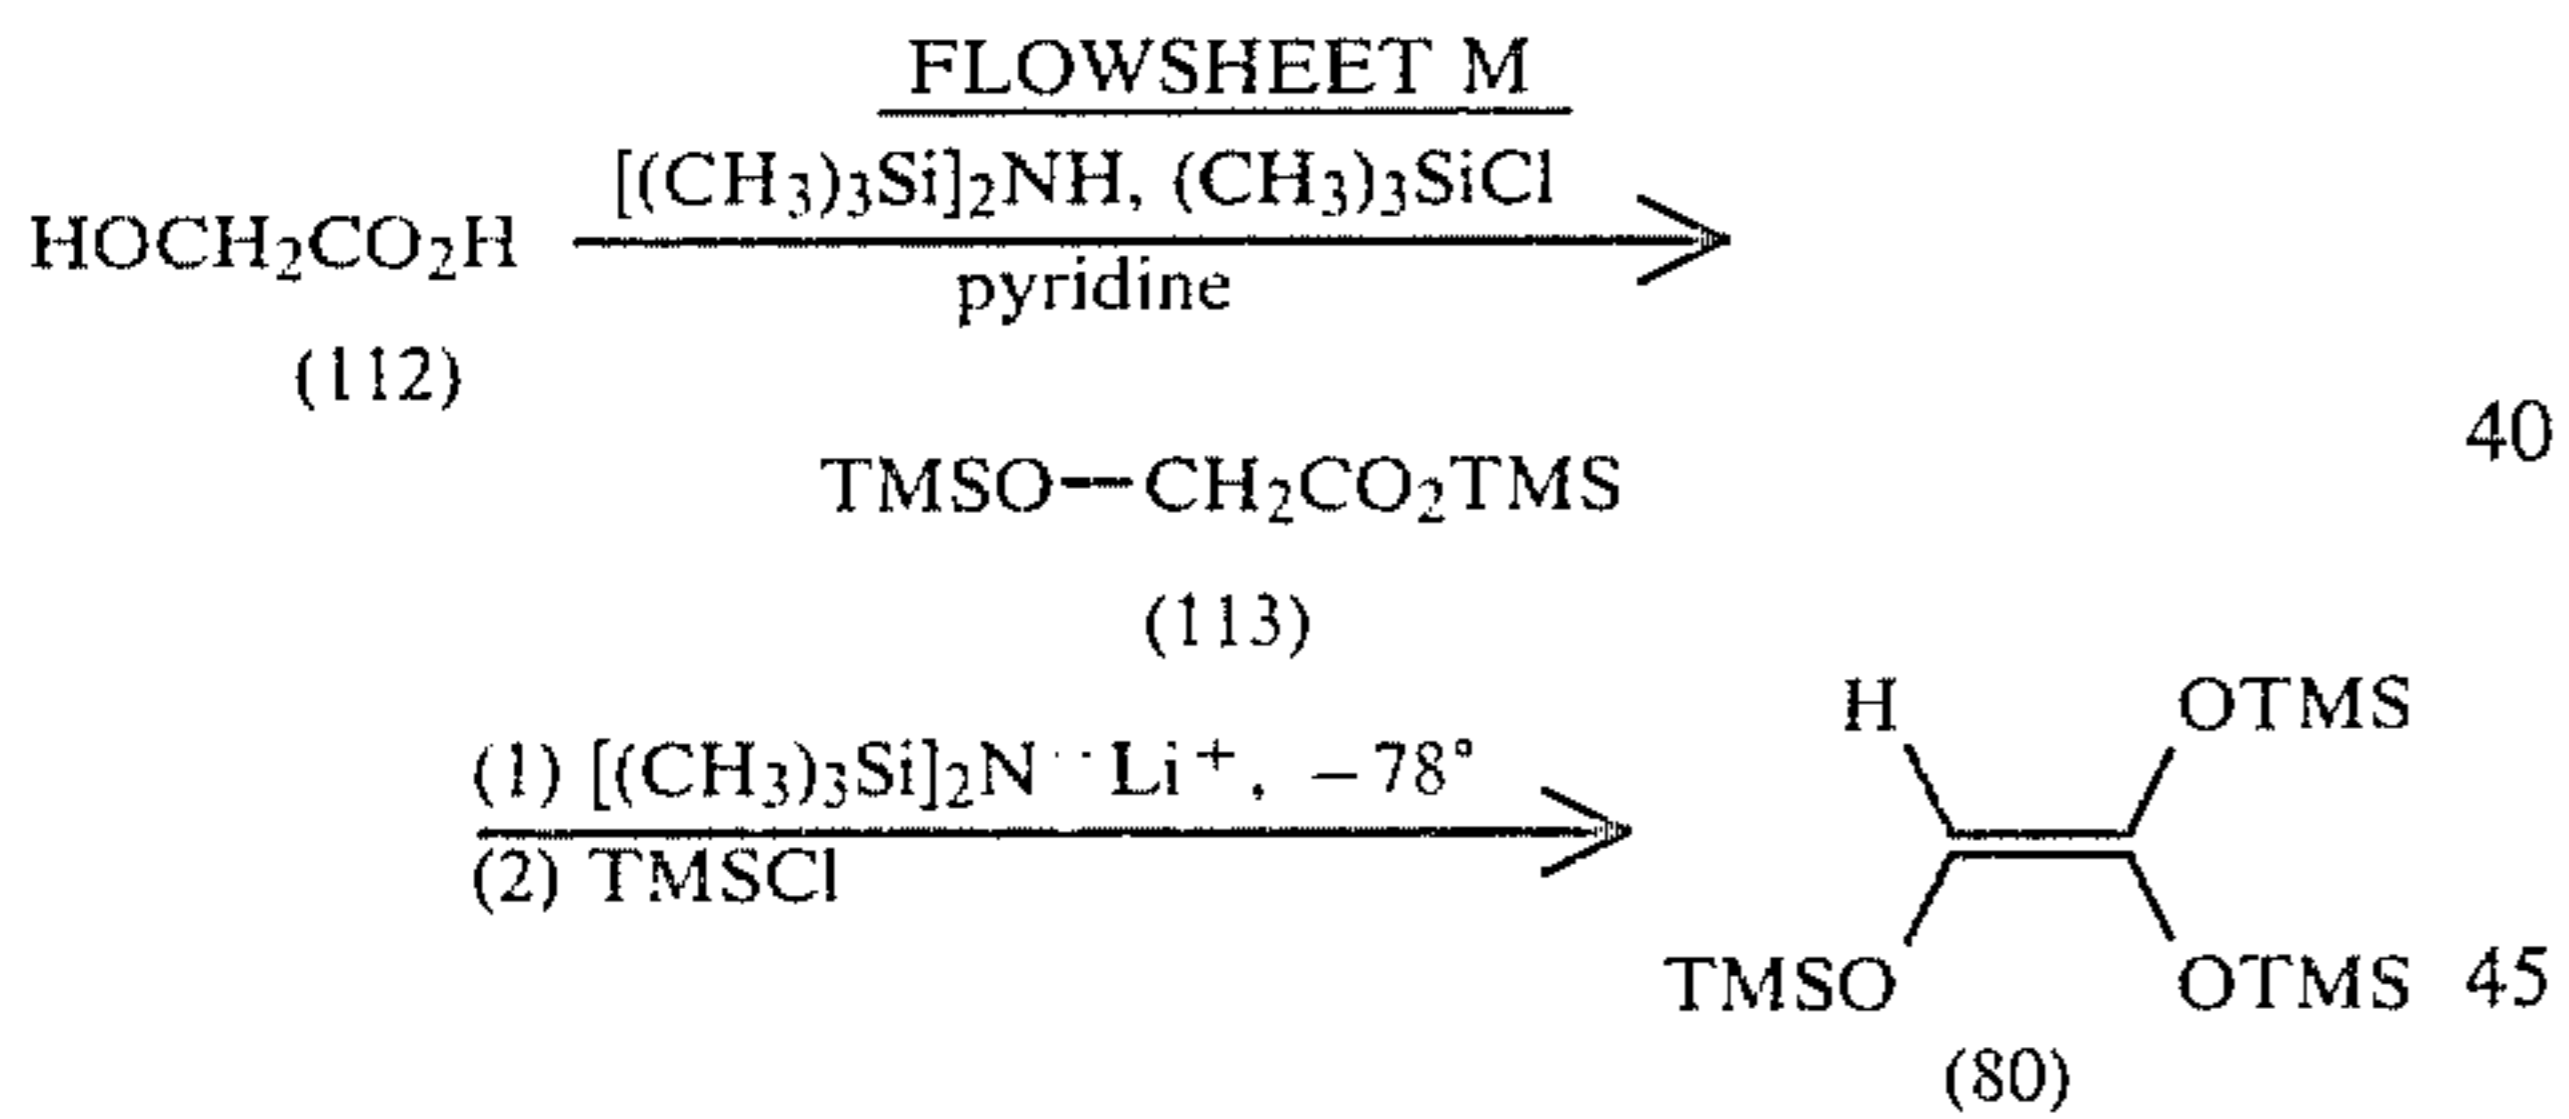 FLOWSHEET M
[(CH3)3Si]2NH, (CH3)3SiCl
HOCH2CO2H
pyridine
(112)
40
TMSO—CH2CO2TMS
(113)
H OTMS
(1) [(CH3)3Si]2N - Li+, −78°
(2) TMSCl
TMSO OTMS 45
(80)